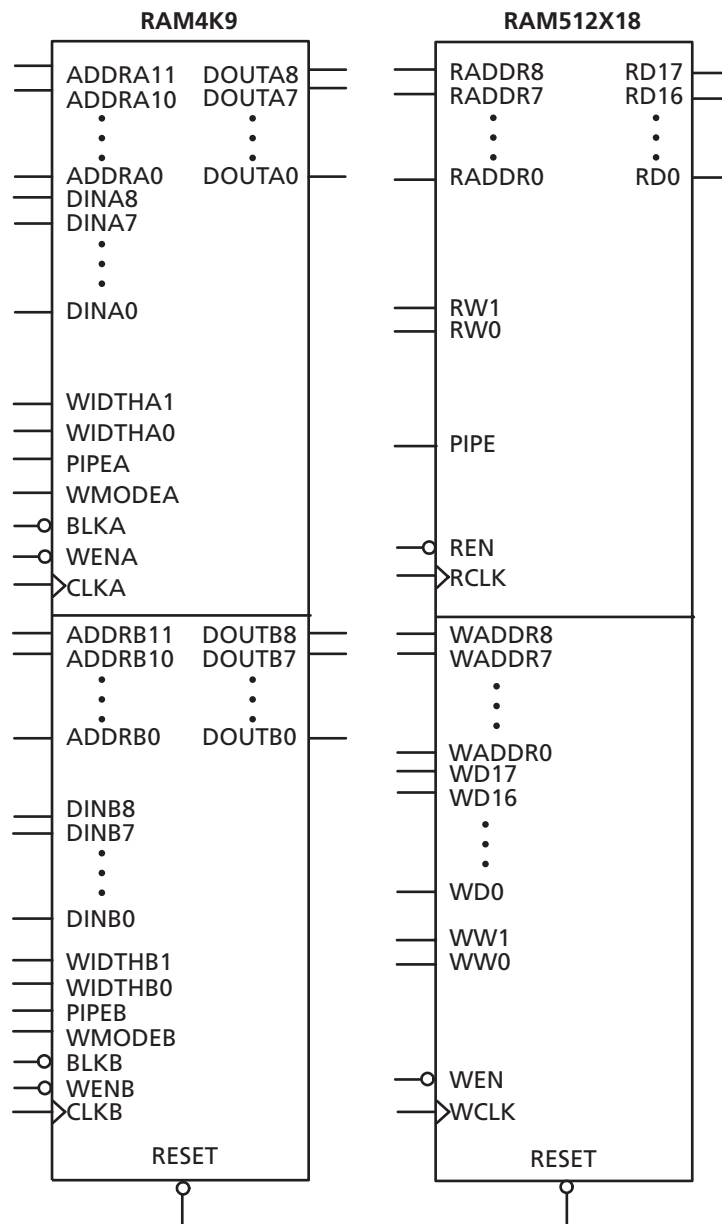 RAM4K9
ADDRA11 DOUTA8
ADDRA10 DOUTA7
ADDRA0 DOUTA0
DINA8
DINA7
DINA0
WIDTHA1
WIDTHA0
PIPEA
WMODEA
BLKA
WENA
CLKA
ADDRB11 DOUTB8
ADDRB10 DOUTB7
ADDRB0 DOUTB0
DINB8
DINB7
DINB0
WIDTHB1
WIDTHB0
PIPEB
WMODEB
BLKB
WENB
CLKB
RESET
RAM512X18
RADDR8 RD17
RADDR7 RD16
RADDR0 RD0
RW1
RW0
PIPE
REN
RCLK
WADDR8
WADDR7
WADDR0
WD17
WD16
WD0
WW1
WW0
WEN
WCLK
RESET